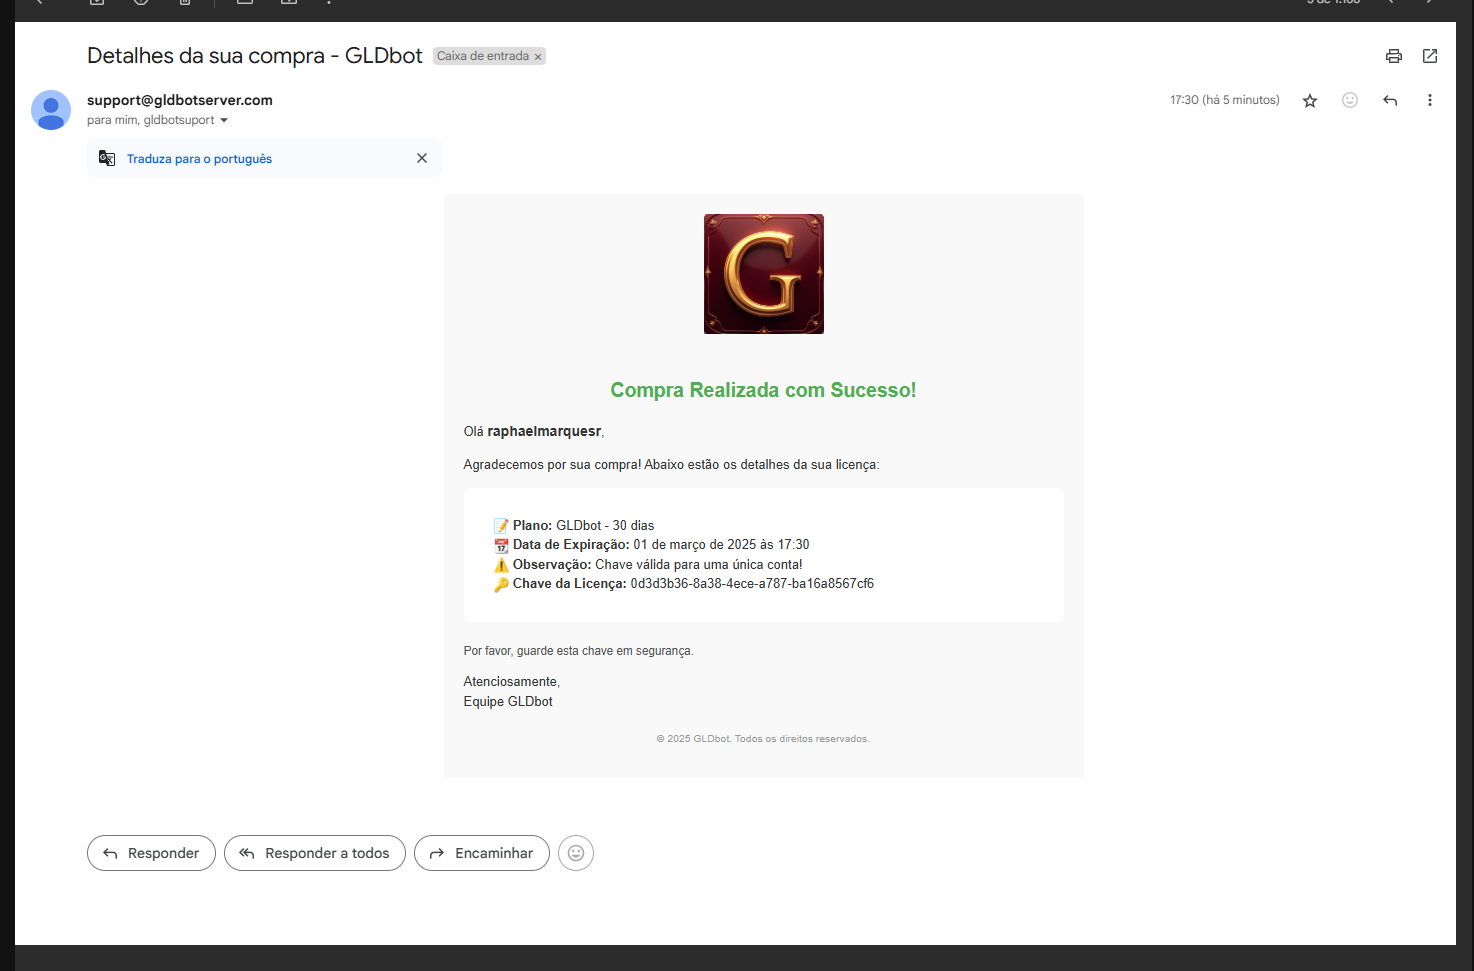 Detalhes da sua compra - GLDbot Caixa de entrada ×
support@gldbotserver.com
17:30 (há 5 minutos)
para mim, gldbotsuport
Traduza para o português
G
Compra Realizada com Sucesso!
Olá raphaelmarquesr,
Agradecemos por sua compra! Abaixo estão os detalhes da sua licença:
📝 Plano: GLDbot - 30 dias
📆 Data de Expiração: 01 de março de 2025 às 17:30
⚠️ Observação: Chave válida para uma única conta!
🔑 Chave da Licença: 0d3d3b36-8a38-4ece-a787-ba16a8567cf6
Por favor, guarde esta chave em segurança.
Atenciosamente,
Equipe GLDbot
© 2025 GLDbot. Todos os direitos reservados.
Responder
Responder a todos
Encaminhar